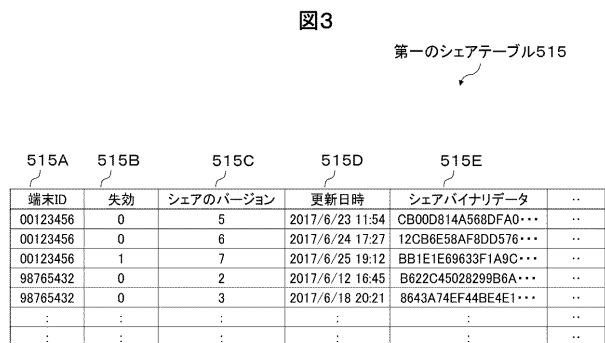 図3
第一のシェアテーブル515
515A 515B 515C 515D 515E
端末ID 失効 シェアのバージョン 更新日時 シェアバイナリデータ ‥
00123456 0 5 2017/6/23 11:54 CB00D814A568DFA0・・・ ‥
00123456 0 6 2017/6/24 17:27 12CB6E58AF8DD576・・・ ‥
00123456 1 7 2017/6/25 19:12 BB1E1E69633F1A9C・・・ ‥
98765432 0 2 2017/6/12 16:45 B622C45028299B6A・・・ ‥
98765432 0 3 2017/6/18 20:21 8643A74EF44BE4E1・・・ ‥
: : : : : ‥
: : : : : ‥